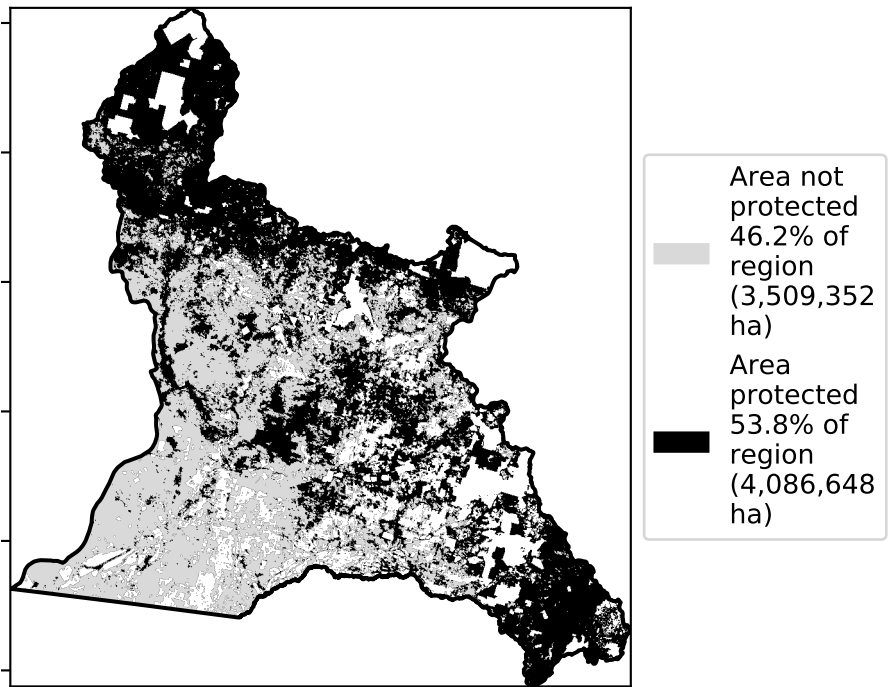 Area not
protected
46.2% of
region
(3,509,352
ha)
Area
protected
53.8% of
region
(4,086,648
ha)